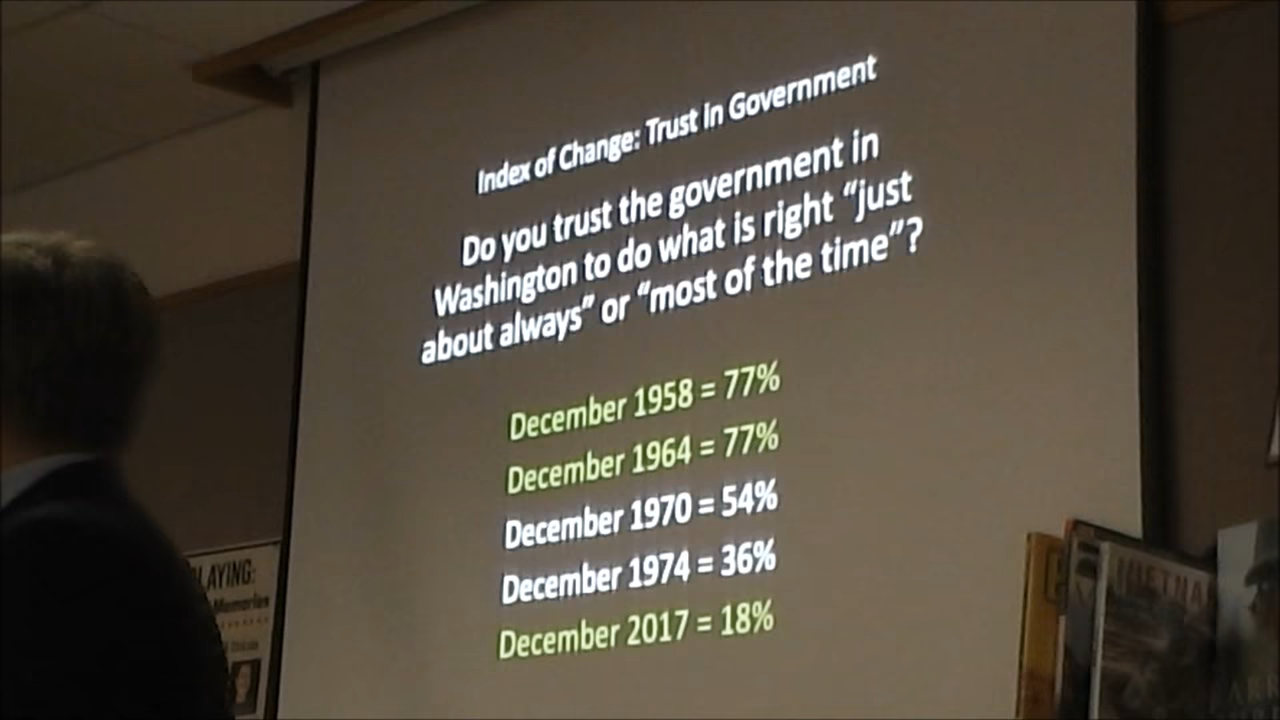 Index of Change: Trust in Government
Do you trust the government in
Washington to do what is right “just
about always” or “most of the time”?
December 1958 = 77%
December 1964 = 77%
December 1970 = 54%
December 1974 = 36%
December 2017 = 18%
LAYING:
Memories